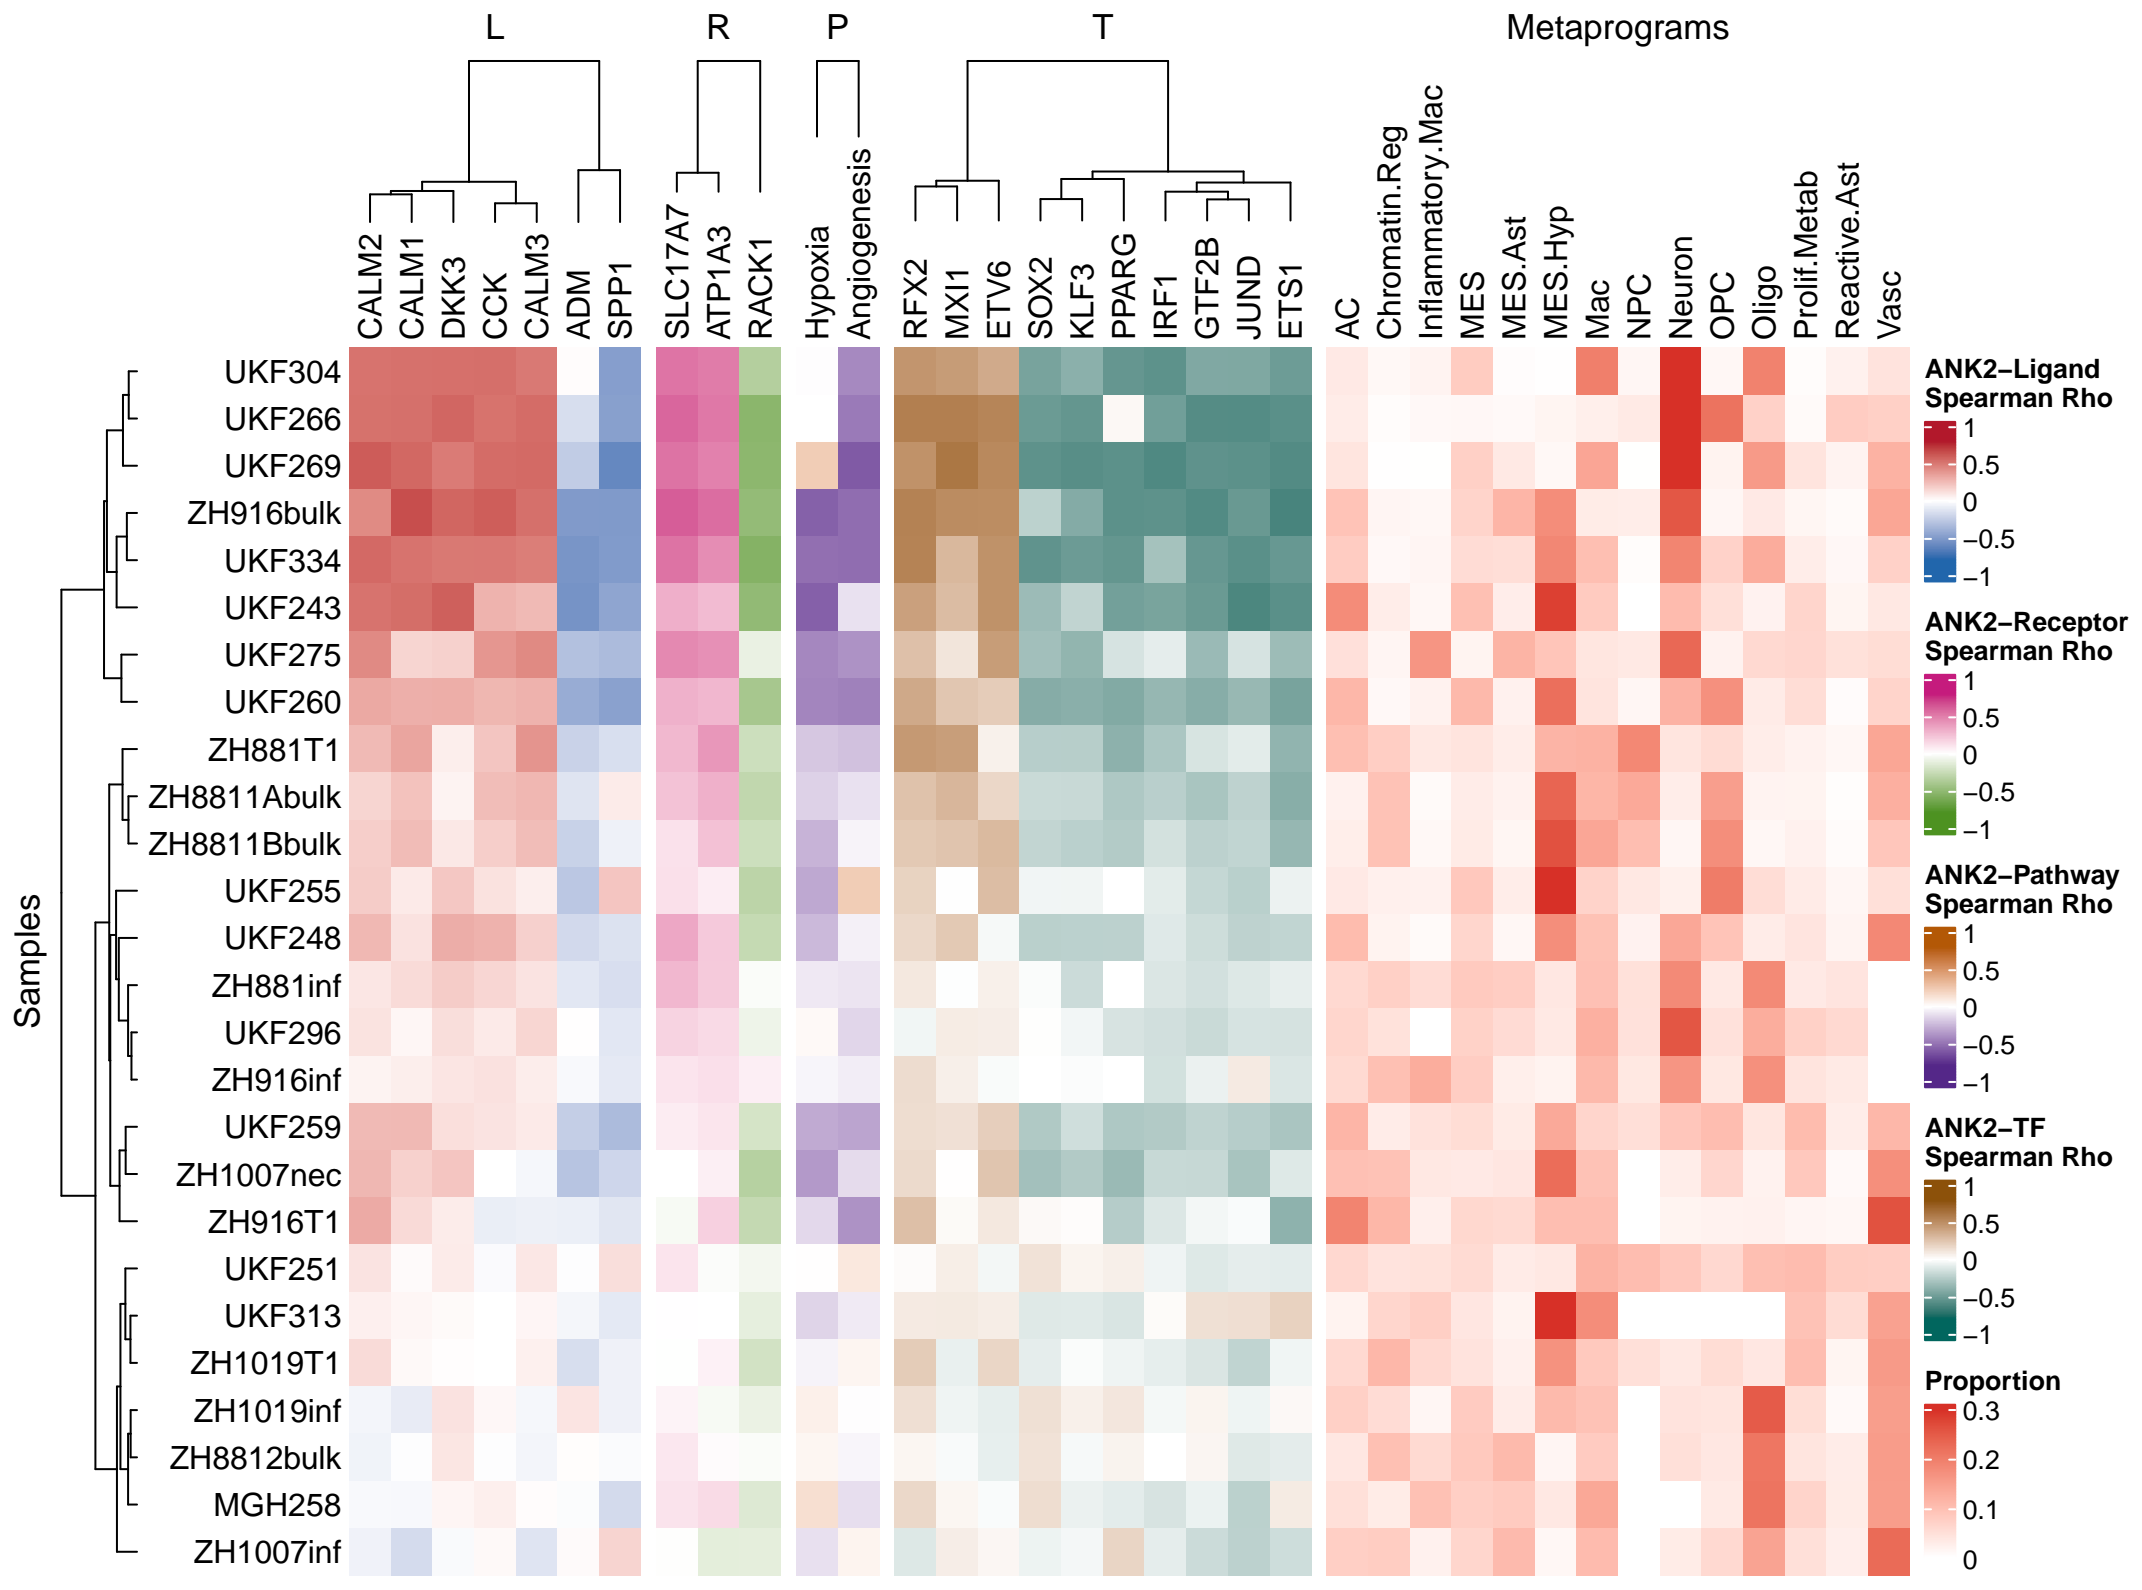 L R P T Metaprograms
CALM2 CALM1 DKK3 CCK CALM3 ADM SPP1 SLC17A7 ATP1A3 RACK1 Hypoxia Angiogenesis RFX2 MXI1 ETV6 SOX2 KLF3 PPARG IRF1 GTF2B JUND ETS1 AC Chromatin.Reg Inflammatory.Mac MES MES.Ast MES.Hyp Mac NPC Neuron OPC Oligo Prolif.Metab Reactive.Ast Vasc
Samples
UKF304
UKF266
UKF269
ZH916bulk
UKF334
UKF243
UKF275
UKF260
ZH881T1
ZH8811Abulk
ZH8811Bbulk
UKF255
UKF248
ZH881inf
UKF296
ZH916inf
UKF259
ZH1007nec
ZH916T1
UKF251
UKF313
ZH1019T1
ZH1019inf
ZH8812bulk
MGH258
ZH1007inf
ANK2−Ligand
Spearman Rho
1
0.5
0
−0.5
−1
ANK2−Receptor
Spearman Rho
1
0.5
0
−0.5
−1
ANK2−Pathway
Spearman Rho
1
0.5
0
−0.5
−1
ANK2−TF
Spearman Rho
1
0.5
0
−0.5
−1
Proportion
0.3
0.2
0.1
0